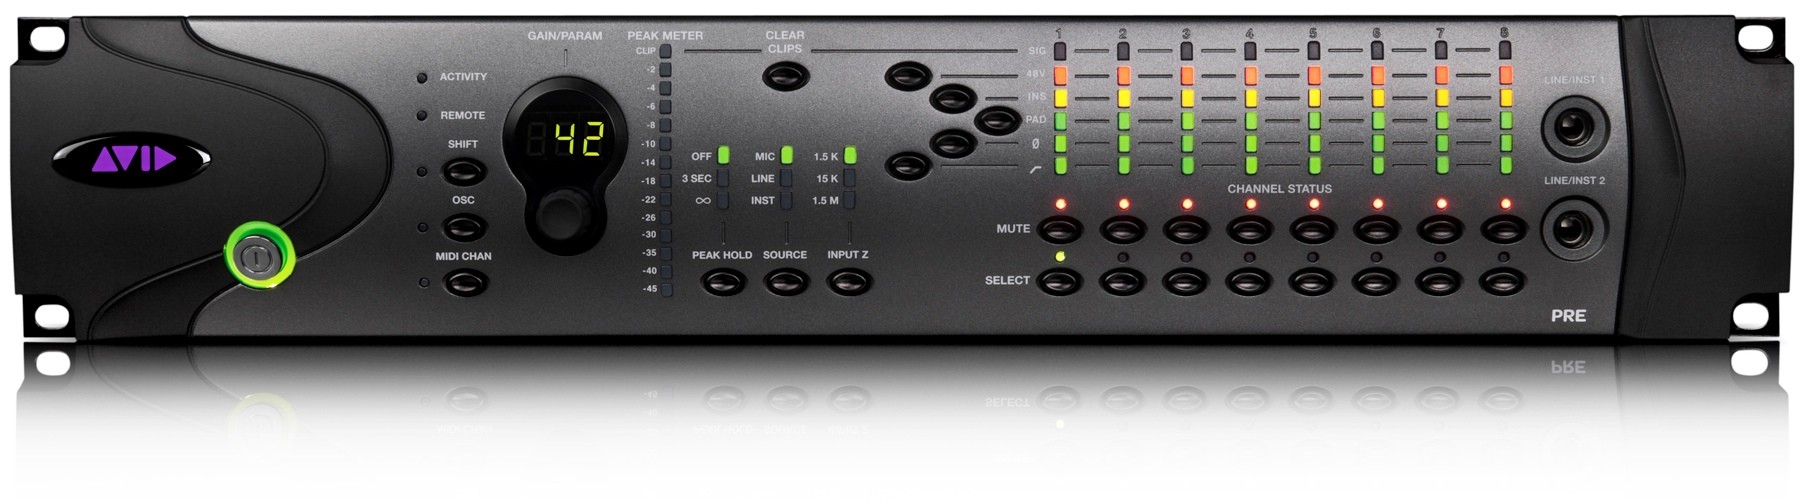 AVID
ACTIVITY
REMOTE
SHIFT
OSC
MIDI CHAN
GAIN/PARAM
42
PEAK METER
CLIP
-2
-4
-6
-8
-10
-14
-18
-22
-26
-30
-35
-40
-45
CLEAR
CLIPS
OFF
3 SEC
∞
PEAK HOLD
MIC
LINE
INST
SOURCE
1.5 K
15 K
1.5 M
INPUT Z
1 2 3 4 5 6 7 8
SIG
48V
INS
PAD
Ø
CHANNEL STATUS
MUTE
SELECT
LINE/INST 1
LINE/INST 2
PRE